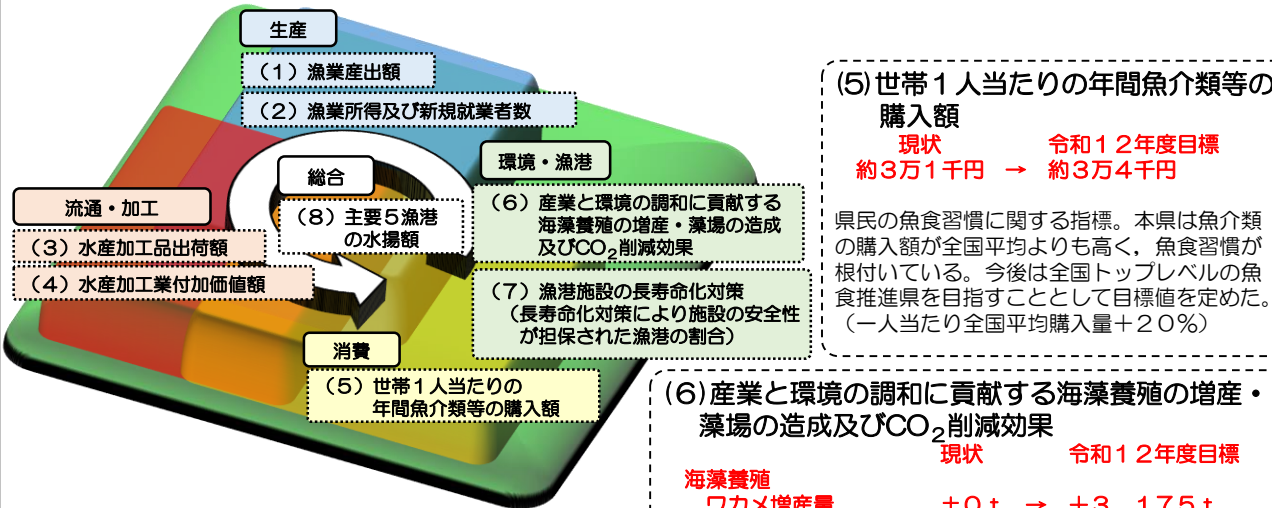 生産
(1)漁業産出額
(2)漁業所得及び新規就業者数
環境・漁港
(6)産業と環境の調和に貢献する
海藻養殖の増産・藻場の造成
及びCO2削減効果
(7)漁港施設の長寿命化対策
(長寿命化対策により施設の安全性
が担保された漁港の割合)
総合
(8)主要5漁港
の水揚額
流通・加工
(3)水産加工品出荷額
(4)水産加工業付加価値額
消費
(5)世帯1人当たりの
年間魚介類等の購入額
(5)世帯1人当たりの年間魚介類等の
購入額
現状 令和12年度目標
約3万1千円 → 約3万4千円
県民の魚食習慣に関する指標。本県は魚介類
の購入額が全国平均よりも高く，魚食習慣が
根付いている。今後は全国トップレベルの魚
食推進県を目指すこととして目標値を定めた。
(一人当たり全国平均購入量+20%)
(6)産業と環境の調和に貢献する海藻養殖の増産・
藻場の造成及びCO2削減効果
現状 令和12年度目標
海藻養殖
ワカメ増産量 ±0t → +3，175t